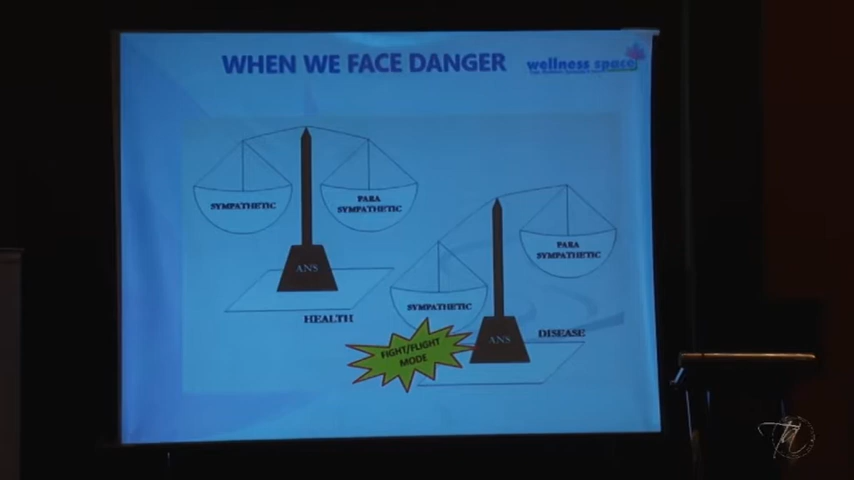 WHEN WE FACE DANGER
wellness space
SYMPATHETIC
PARA
SYMPATHETIC
ANS
HEALTH
PARA
SYMPATHETIC
SYMPATHETIC
FIGHT/FLIGHT
MODE
ANS
DISEASE